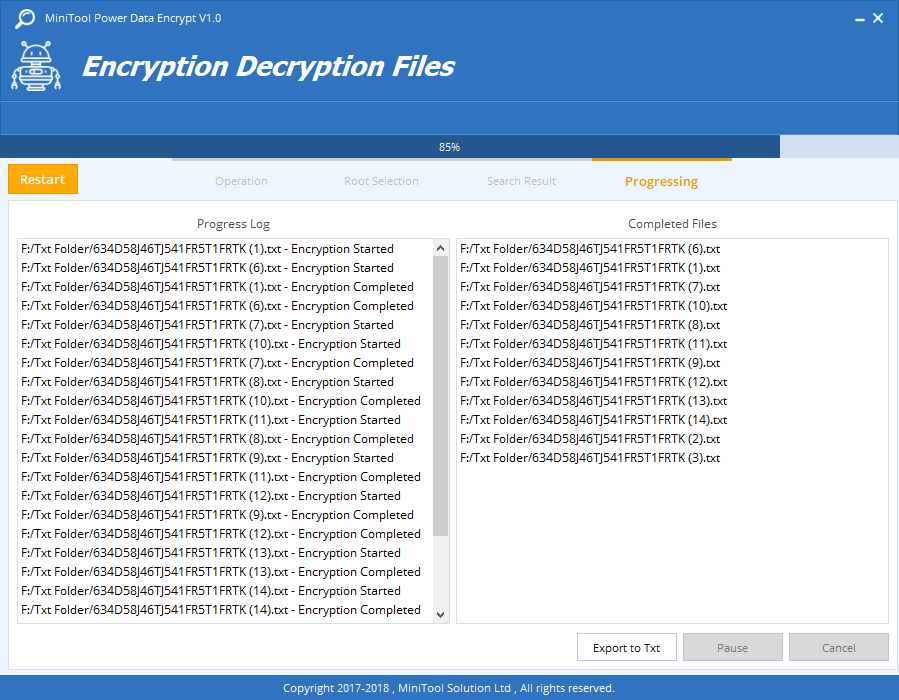 MiniTool Power Data Encrypt V1.0
Encryption Decryption Files
85%
Restart
Operation
Root Selection
Search Result
Progressing
Progress Log
F:/Txt Folder/634D58J46TJ541FR5T1FRTK (1).txt - Encryption Started
F:/Txt Folder/634D58J46TJ541FR5T1FRTK (6).txt - Encryption Started
F:/Txt Folder/634D58J46TJ541FR5T1FRTK (1).txt - Encryption Completed
F:/Txt Folder/634D58J46TJ541FR5T1FRTK (6).txt - Encryption Completed
F:/Txt Folder/634D58J46TJ541FR5T1FRTK (7).txt - Encryption Started
F:/Txt Folder/634D58J46TJ541FR5T1FRTK (10).txt - Encryption Started
F:/Txt Folder/634D58J46TJ541FR5T1FRTK (7).txt - Encryption Completed
F:/Txt Folder/634D58J46TJ541FR5T1FRTK (8).txt - Encryption Started
F:/Txt Folder/634D58J46TJ541FR5T1FRTK (10).txt - Encryption Completed
F:/Txt Folder/634D58J46TJ541FR5T1FRTK (11).txt - Encryption Started
F:/Txt Folder/634D58J46TJ541FR5T1FRTK (8).txt - Encryption Completed
F:/Txt Folder/634D58J46TJ541FR5T1FRTK (9).txt - Encryption Started
F:/Txt Folder/634D58J46TJ541FR5T1FRTK (11).txt - Encryption Completed
F:/Txt Folder/634D58J46TJ541FR5T1FRTK (12).txt - Encryption Started
F:/Txt Folder/634D58J46TJ541FR5T1FRTK (9).txt - Encryption Completed
F:/Txt Folder/634D58J46TJ541FR5T1FRTK (12).txt - Encryption Completed
F:/Txt Folder/634D58J46TJ541FR5T1FRTK (13).txt - Encryption Started
F:/Txt Folder/634D58J46TJ541FR5T1FRTK (13).txt - Encryption Completed
F:/Txt Folder/634D58J46TJ541FR5T1FRTK (14).txt - Encryption Started
F:/Txt Folder/634D58J46TJ541FR5T1FRTK (14).txt - Encryption Completed
Completed Files
F:/Txt Folder/634D58J46TJ541FR5T1FRTK (6).txt
F:/Txt Folder/634D58J46TJ541FR5T1FRTK (1).txt
F:/Txt Folder/634D58J46TJ541FR5T1FRTK (7).txt
F:/Txt Folder/634D58J46TJ541FR5T1FRTK (10).txt
F:/Txt Folder/634D58J46TJ541FR5T1FRTK (8).txt
F:/Txt Folder/634D58J46TJ541FR5T1FRTK (11).txt
F:/Txt Folder/634D58J46TJ541FR5T1FRTK (9).txt
F:/Txt Folder/634D58J46TJ541FR5T1FRTK (12).txt
F:/Txt Folder/634D58J46TJ541FR5T1FRTK (13).txt
F:/Txt Folder/634D58J46TJ541FR5T1FRTK (14).txt
F:/Txt Folder/634D58J46TJ541FR5T1FRTK (2).txt
F:/Txt Folder/634D58J46TJ541FR5T1FRTK (3).txt
Export to Txt
Pause
Cancel
Copyright 2017-2018 , MiniTool Solution Ltd , All rights reserved.